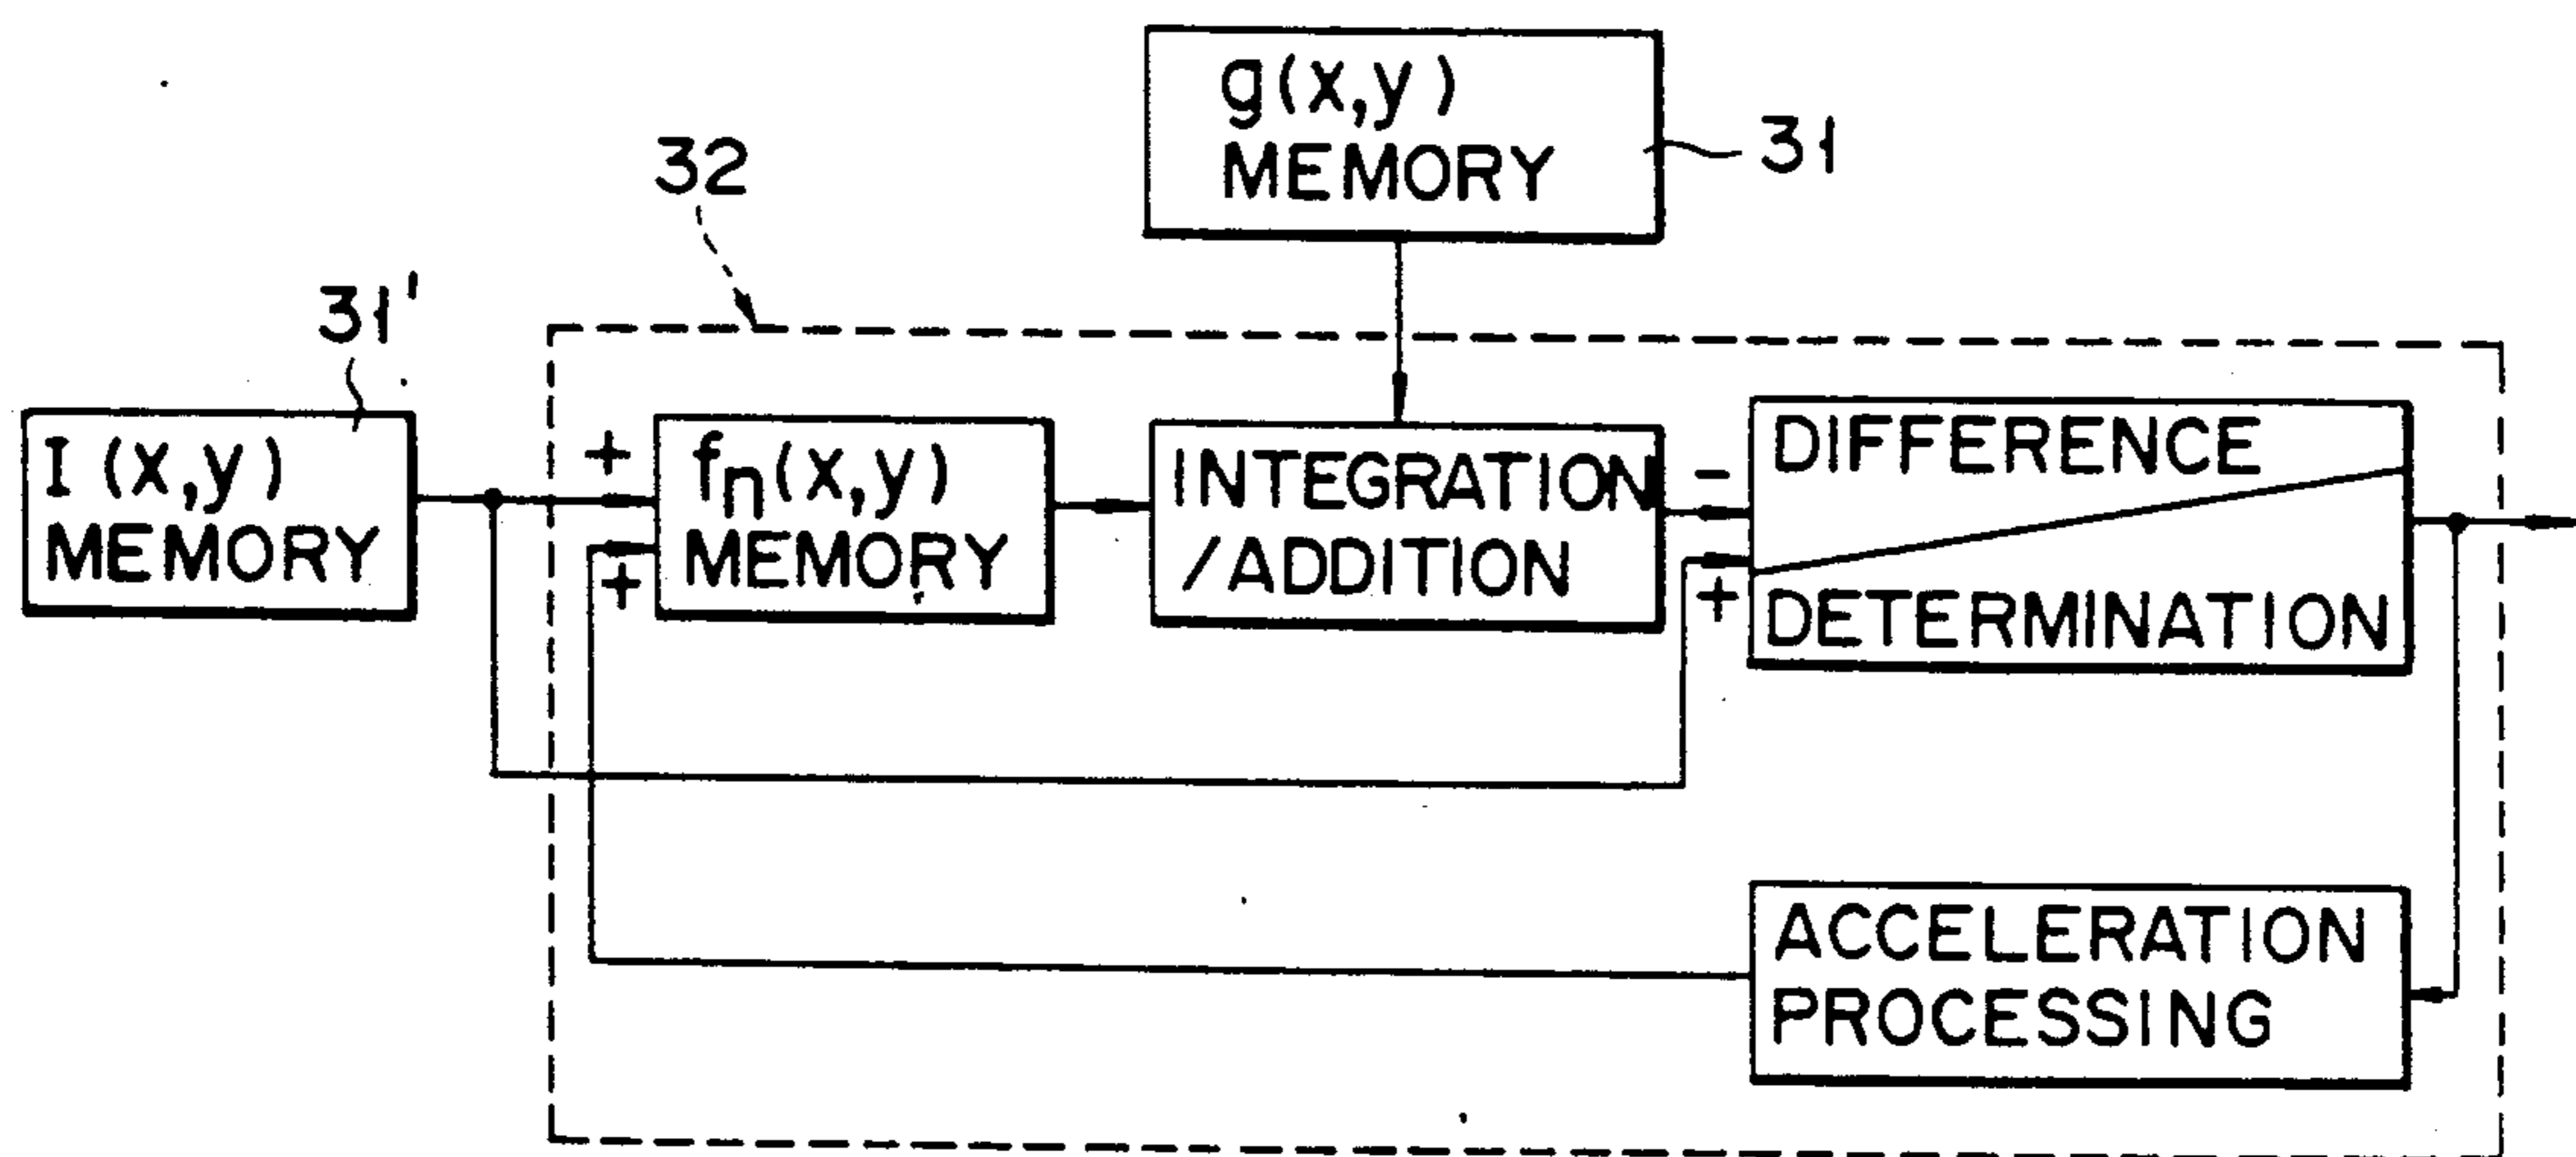 g(x,y)
MEMORY
31
32
31'
I(x,y)
MEMORY
+
+
fn(x,y)
MEMORY
INTEGRATION
/ADDITION
-
+
DIFFERENCE
DETERMINATION
ACCELERATION
PROCESSING